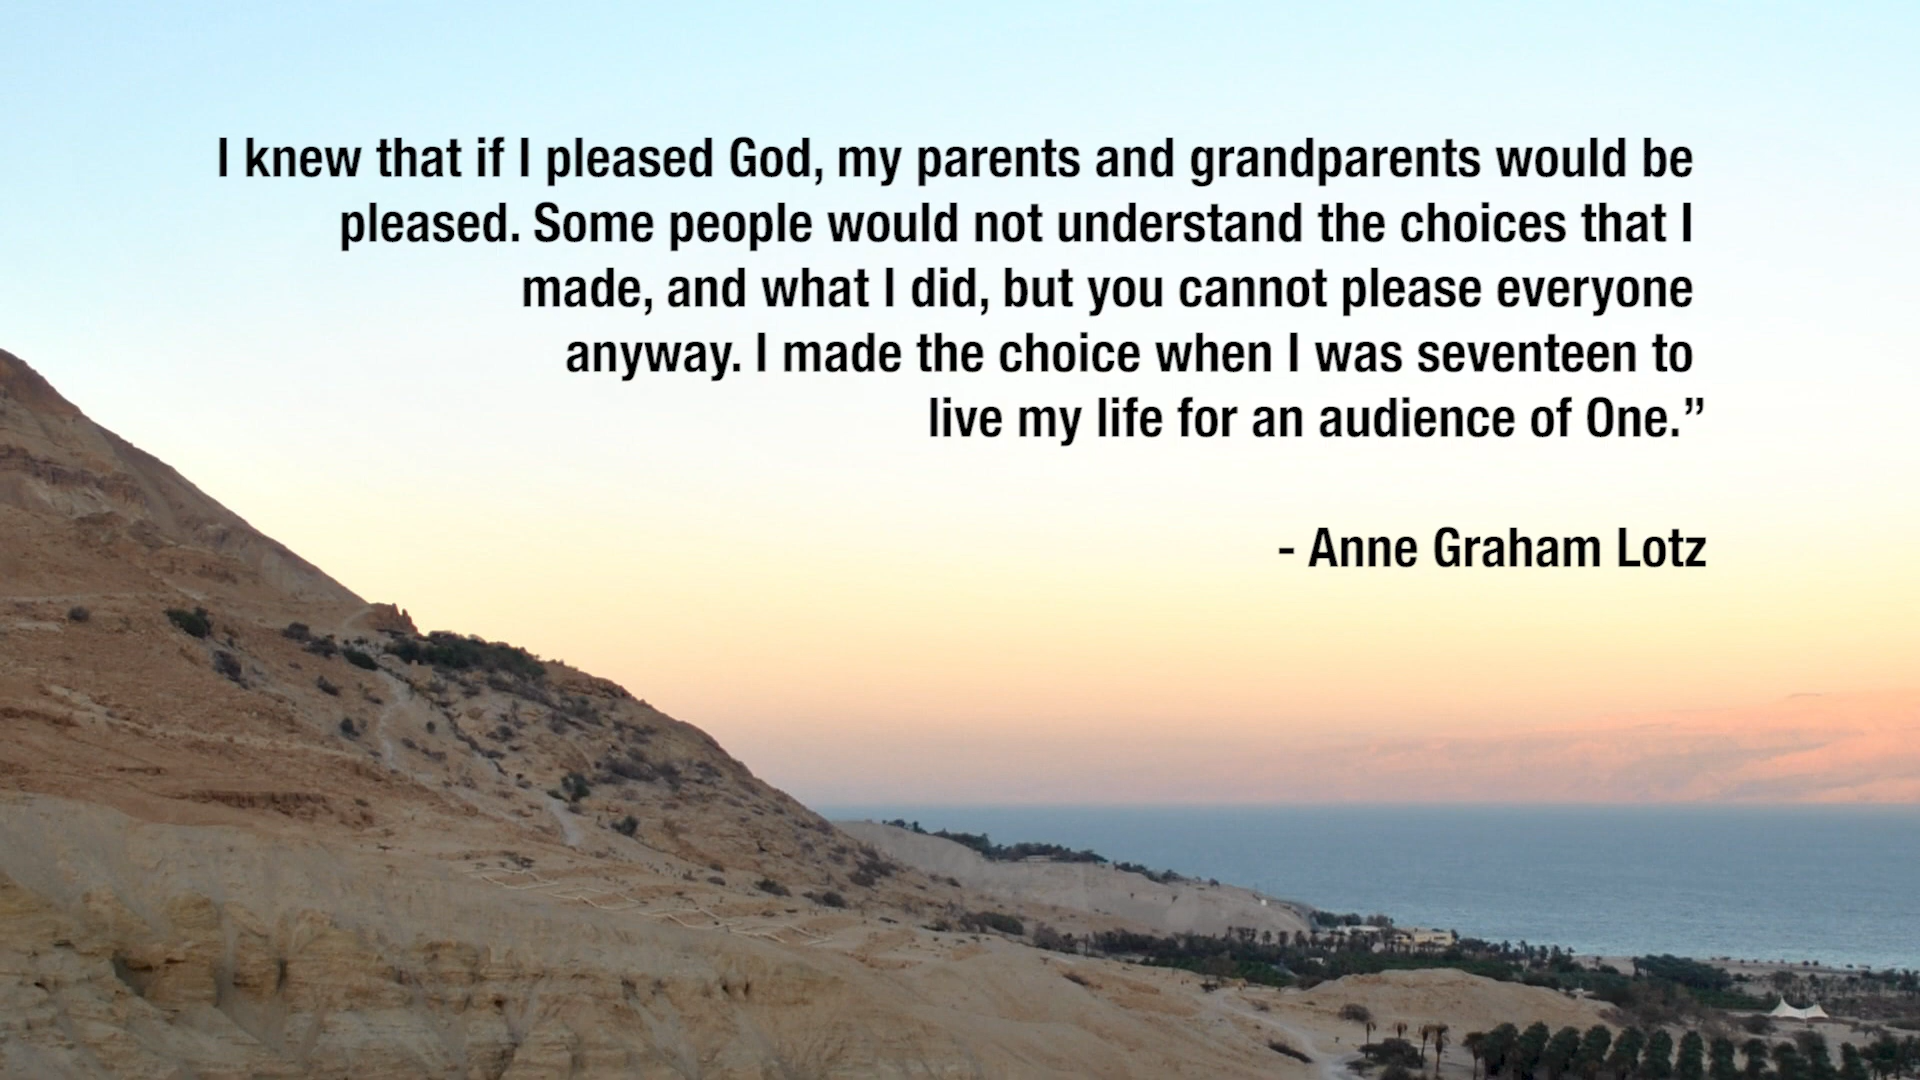 I knew that if I pleased God, my parents and grandparents would be
pleased. Some people would not understand the choices that I
made, and what I did, but you cannot please everyone
anyway. I made the choice when I was seventeen to
live my life for an audience of One.”
- Anne Graham Lotz